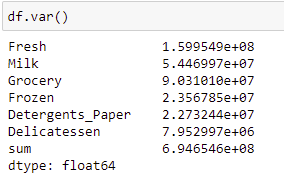 df.var()
Fresh 1.599549e+08
Milk 5.446997e+07
Grocery 9.031010e+07
Frozen 2.356785e+07
Detergents_Paper 2.273244e+07
Delicatessen 7.952997e+06
sum 6.946546e+08
dtype: float64